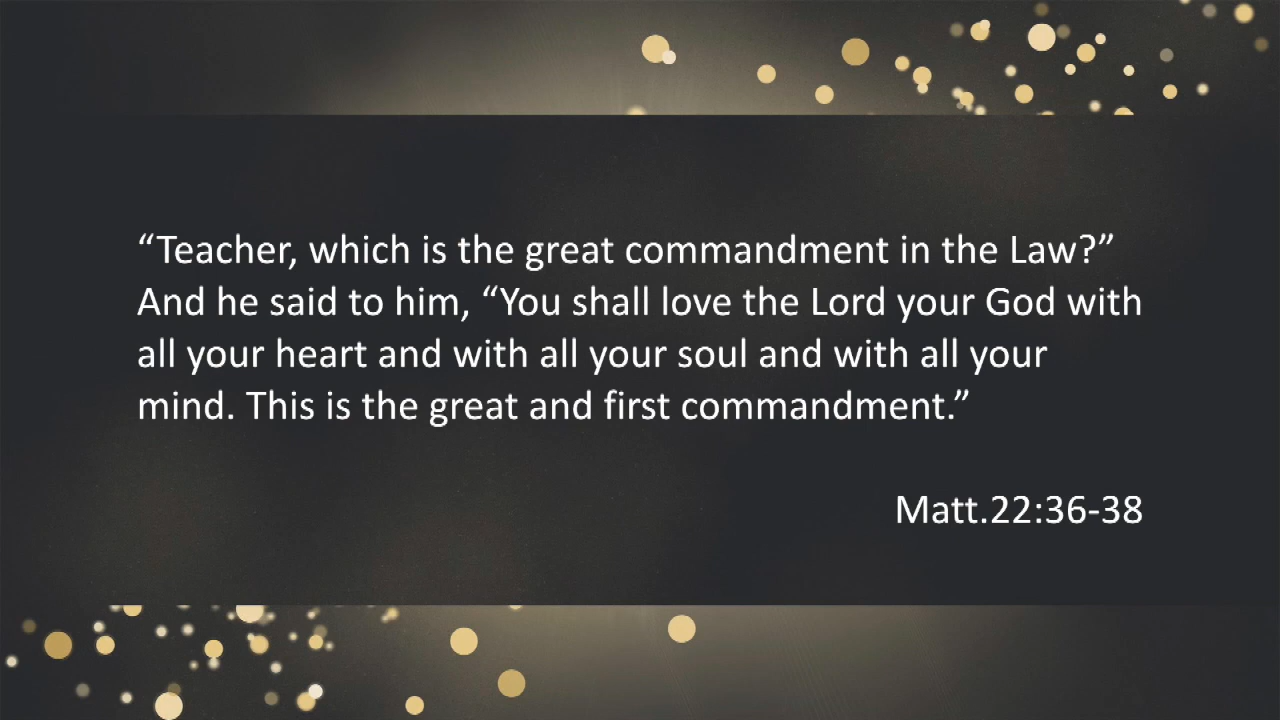 “Teacher, which is the great commandment in the Law?”
And he said to him, “You shall love the Lord your God with
all your heart and with all your soul and with all your
mind. This is the great and first commandment.”
Matt.22:36-38